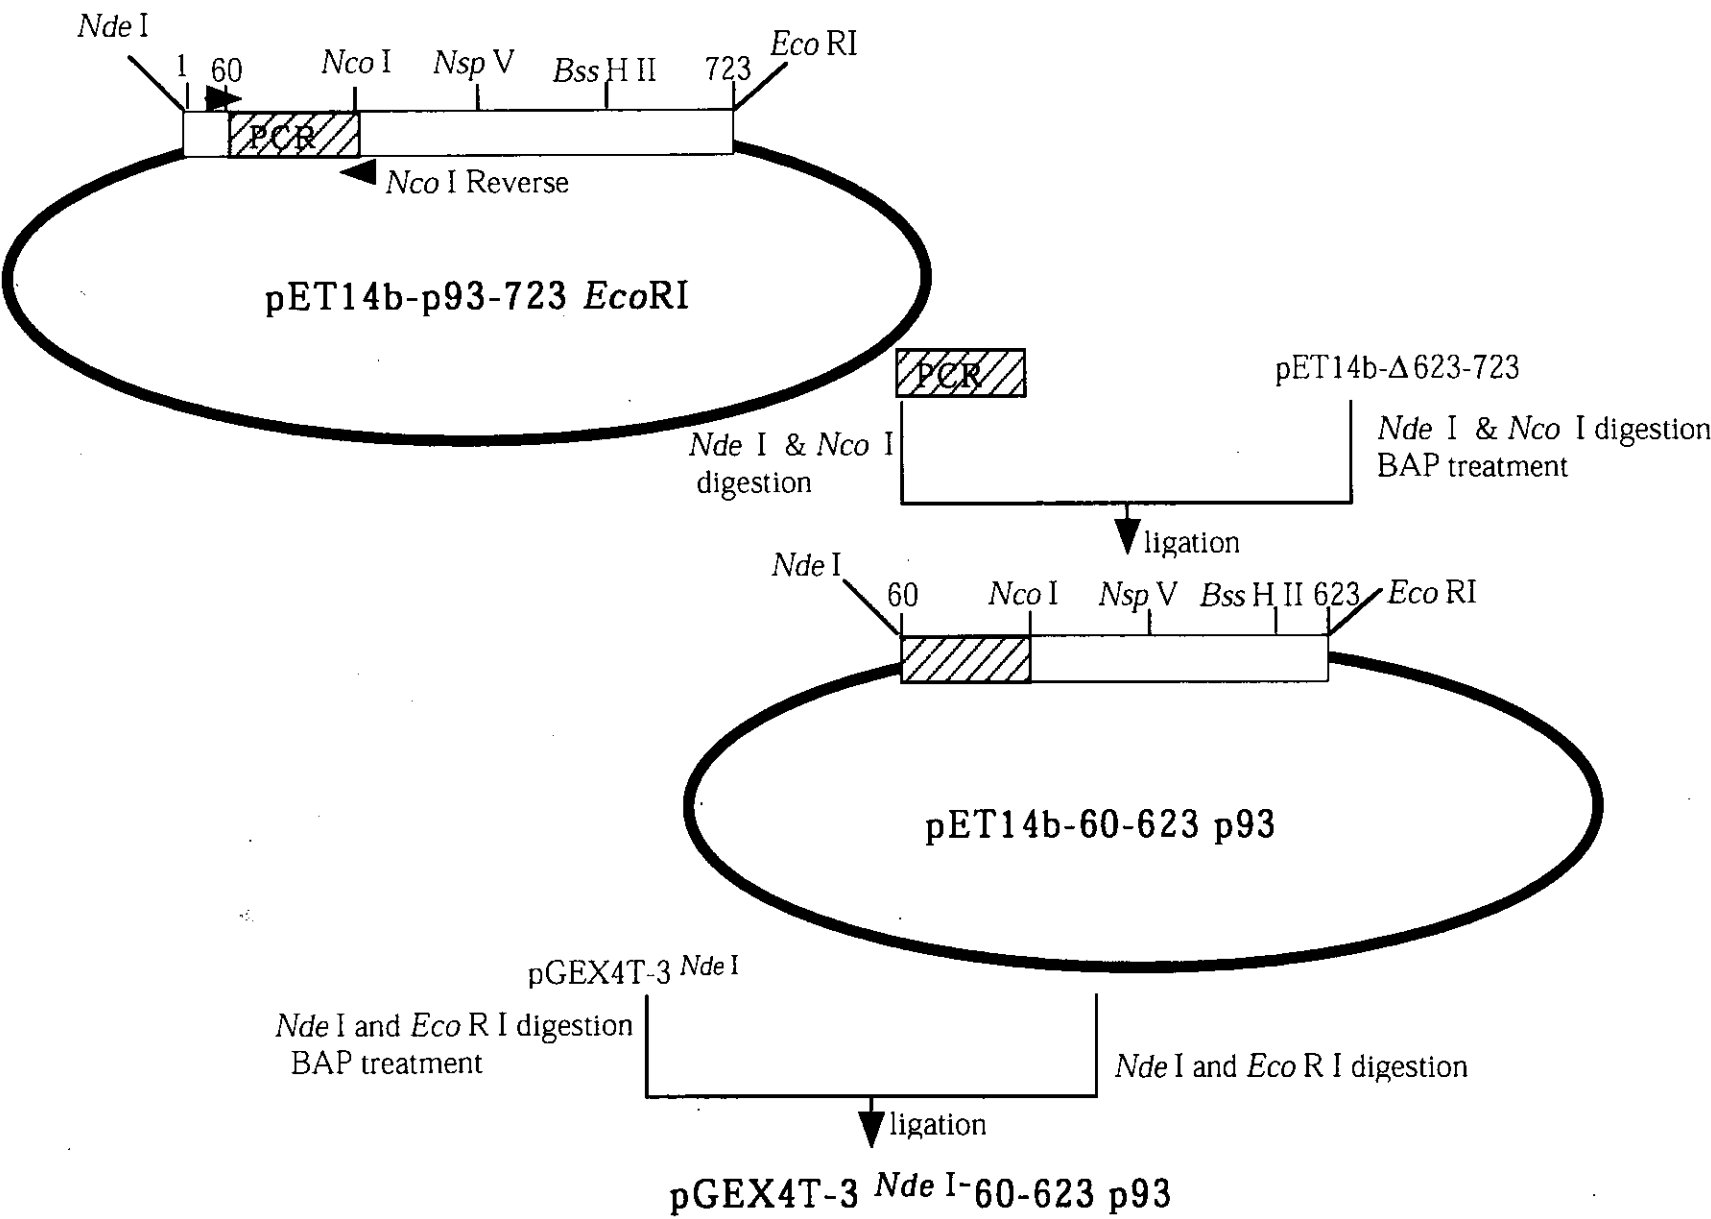 Nde I
Eco RI
1 60 Nco I Nsp V Bss H II 723
PCR
Nco I Reverse
pET14b-p93-723 EcoRI
PCR
pET14b-Δ623-723
Nde I & Nco I
digestion
Nde I & Nco I digestion
BAP treatment
ligation
Nde I
60 Nco I Nsp V Bss H II 623 Eco RI
pET14b-60-623 p93
pGEX4T-3 Nde I
Nde I and Eco R I digestion
BAP treatment
Nde I and Eco R I digestion
ligation
pGEX4T-3 Nde I-60-623 p93